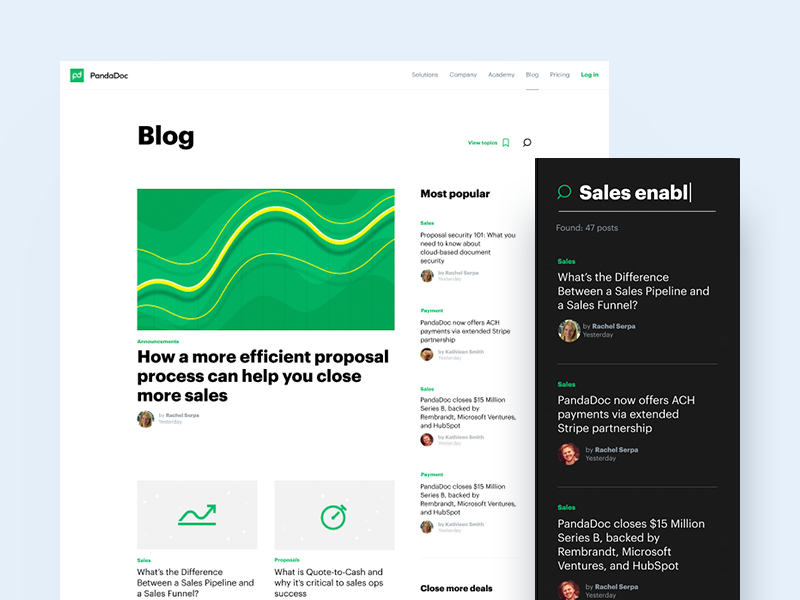 pd PandaDoc
Solutions Company Academy Blog Pricing Log in
Blog
View topics
Announcements
How a more efficient proposal
process can help you close
more sales
by Rachel Serpa
Yesterday
Sales
What's the Difference
Between a Sales Pipeline and
a Sales Funnel?
Proposals
What is Quote-to-Cash and
why it's critical to sales ops
success
Most popular
Sales
Proposal security 101: What you
need to know about
cloud-based document
security
by Rachel Serpa
Yesterday
Payment
PandaDoc now offers ACH
payments via extended Stripe
partnership
by Kathleen Smith
Yesterday
Sales
PandaDoc closes $15 Million
Series B, backed by
Rembrandt, Microsoft Ventures,
and HubSpot
by Kathleen Smith
Yesterday
Payment
PandaDoc closes $15 Million
Series B, backed by
Rembrandt, Microsoft Ventures,
and HubSpot
by Kathleen Smith
Yesterday
Close more deals
Sales enabl
Found: 47 posts
Sales
What's the Difference
Between a Sales Pipeline and
a Sales Funnel?
by Rachel Serpa
Yesterday
Sales
PandaDoc now offers ACH
payments via extended
Stripe partnership
by Rachel Serpa
Yesterday
Sales
PandaDoc closes $15 Million
Series B, backed by
Rembrandt, Microsoft
Ventures, and HubSpot
by Rachel Serpa
Yesterday